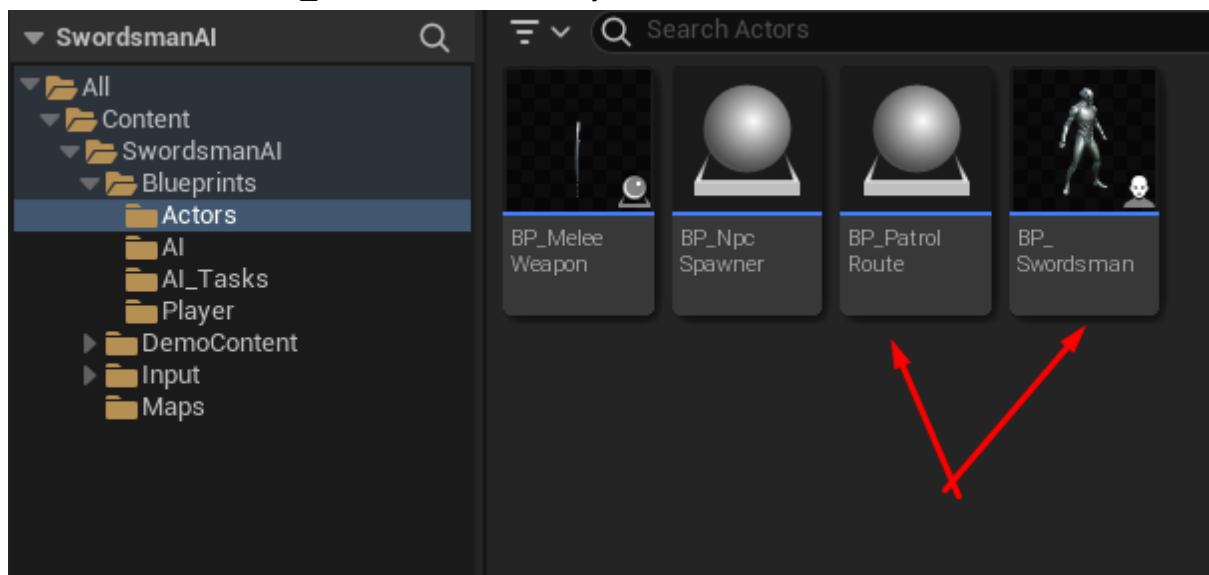 SwordsmanAI
All
Content
SwordsmanAI
Blueprints
Actors
AI
AI_Tasks
Player
DemoContent
Input
Maps
Search Actors
BP_Melee
Weapon
BP_Npc
Spawner
BP_Patrol
Route
BP_
Swordsman